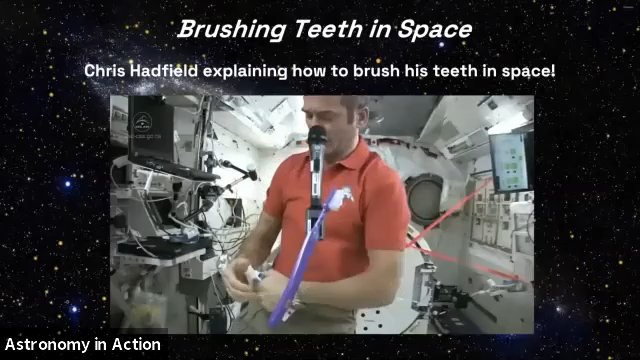 Brushing Teeth in Space
Chris Hadfield explaining how to brush his teeth in space!
Astronomy in Action